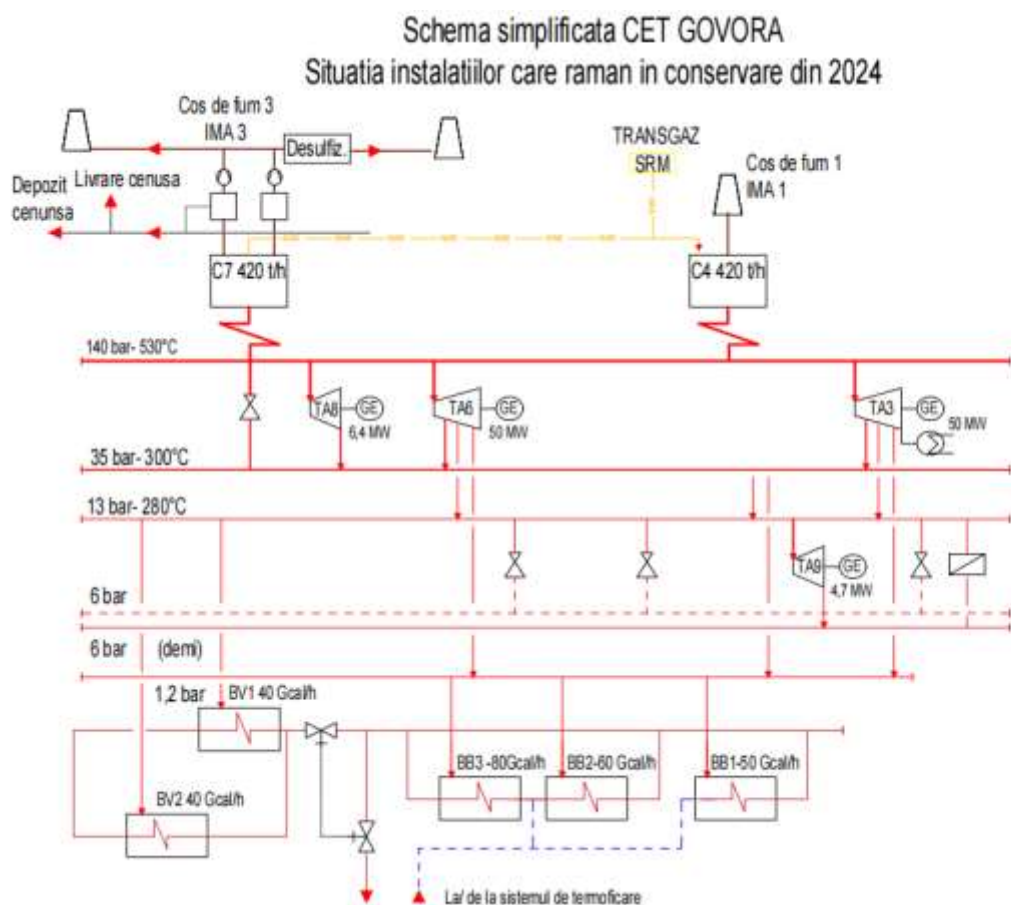 Schema simplificata CET GOVORA
Situatia instalatiilor care raman in conservare din 2024
Cos de fum 3
IMA 3
Desulfiz.
TRANSGAZ
SRM
Cos de fum 1
IMA 1
Depozit
cenunsa
Livrare cenusa
C7 420 t/h
C4 420 t/h
140 bar- 530°C
TA8
GE
6,4 MW
TA6
GE
50 MW
TA3
GE
50 MW
35 bar- 300°C
13 bar- 280°C
TA9
GE
4,7 MW
6 bar
6 bar (demi)
1,2 bar
BV1 40 Gcal/h
BV2 40 Gcal/h
BB3 -80Gcal/h
BB2-60 Gcal/h
BB1-50 Gcal/h
La/ de la sistemul de termoficare